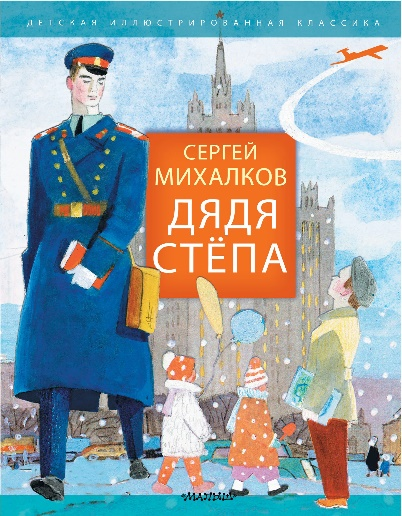 ДЕТСКАЯ ИЛЛЮСТРИРОВАННАЯ КЛАССИКА
СЕРГЕЙ
МИХАЛКОВ
ДЯДЯ
СТЁПА
МАЛЫШ